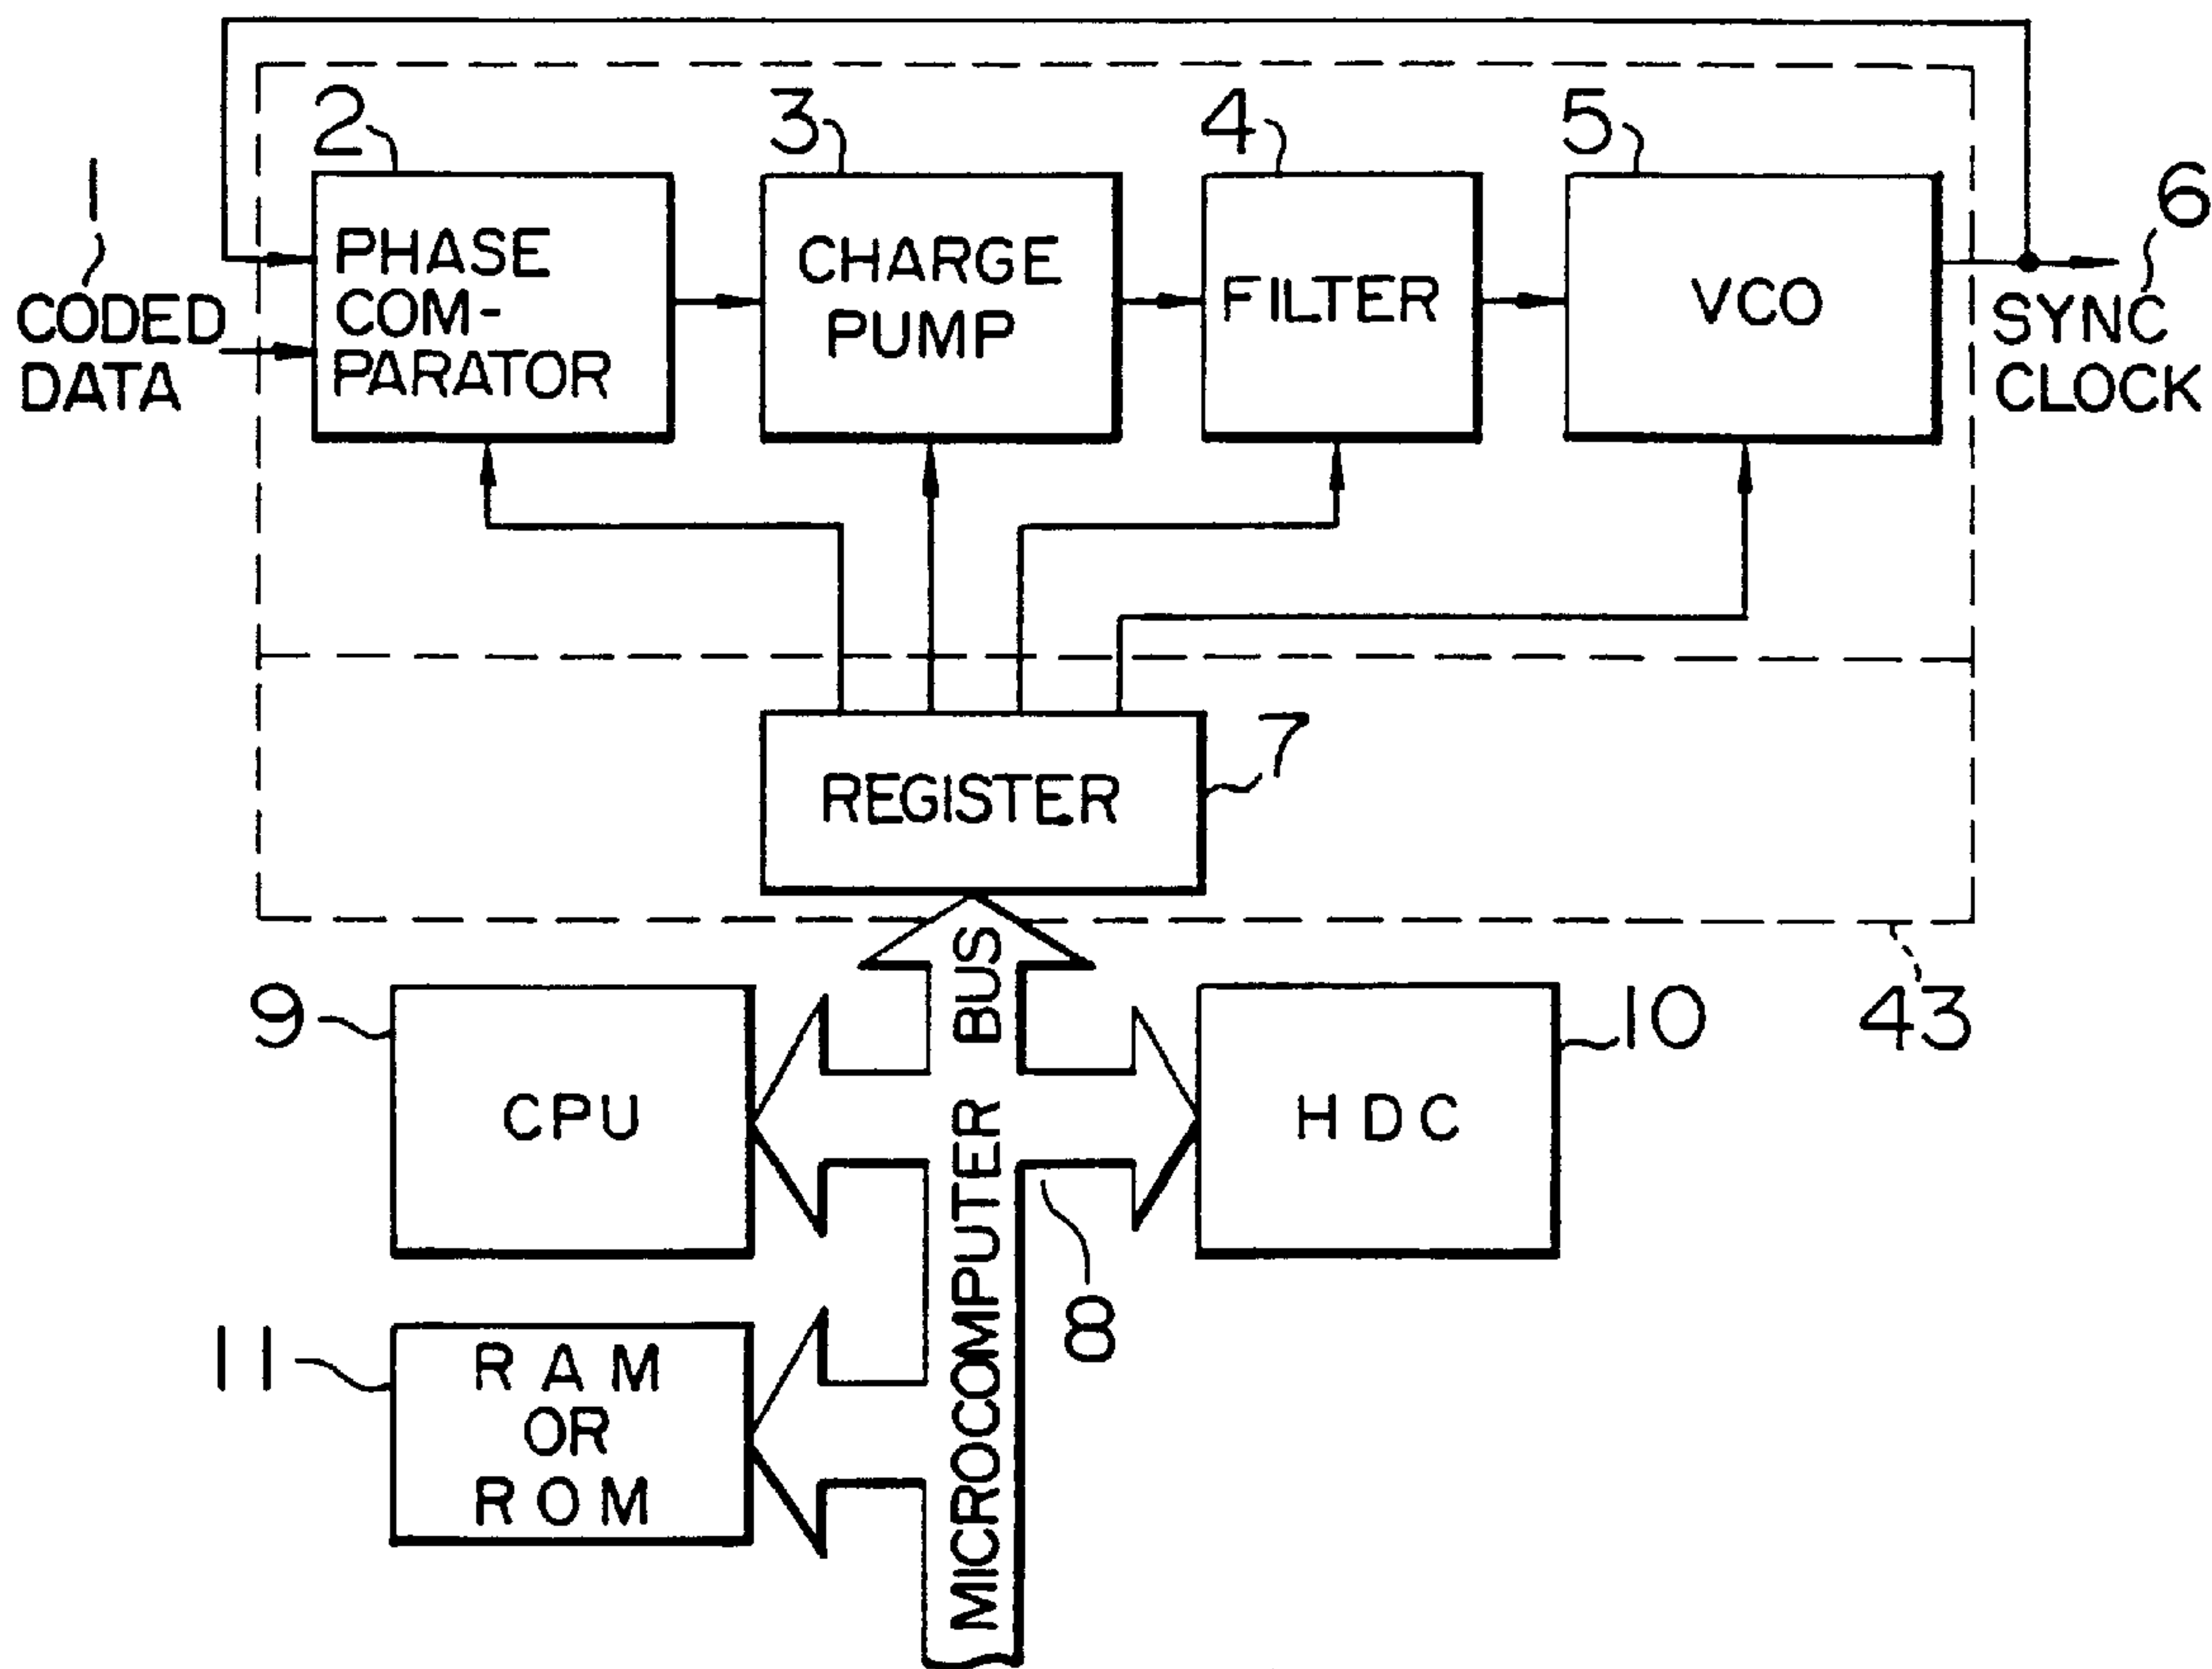 2
3
4
5
1
6
PHASE
COM-
PARATOR
CHARGE
PUMP
FILTER
VCO
CODED
DATA
SYNC
CLOCK
7
REGISTER
MICROCOMPUTER BUS
9
CPU
10
HDC
43
8
11
RAM
OR
ROM